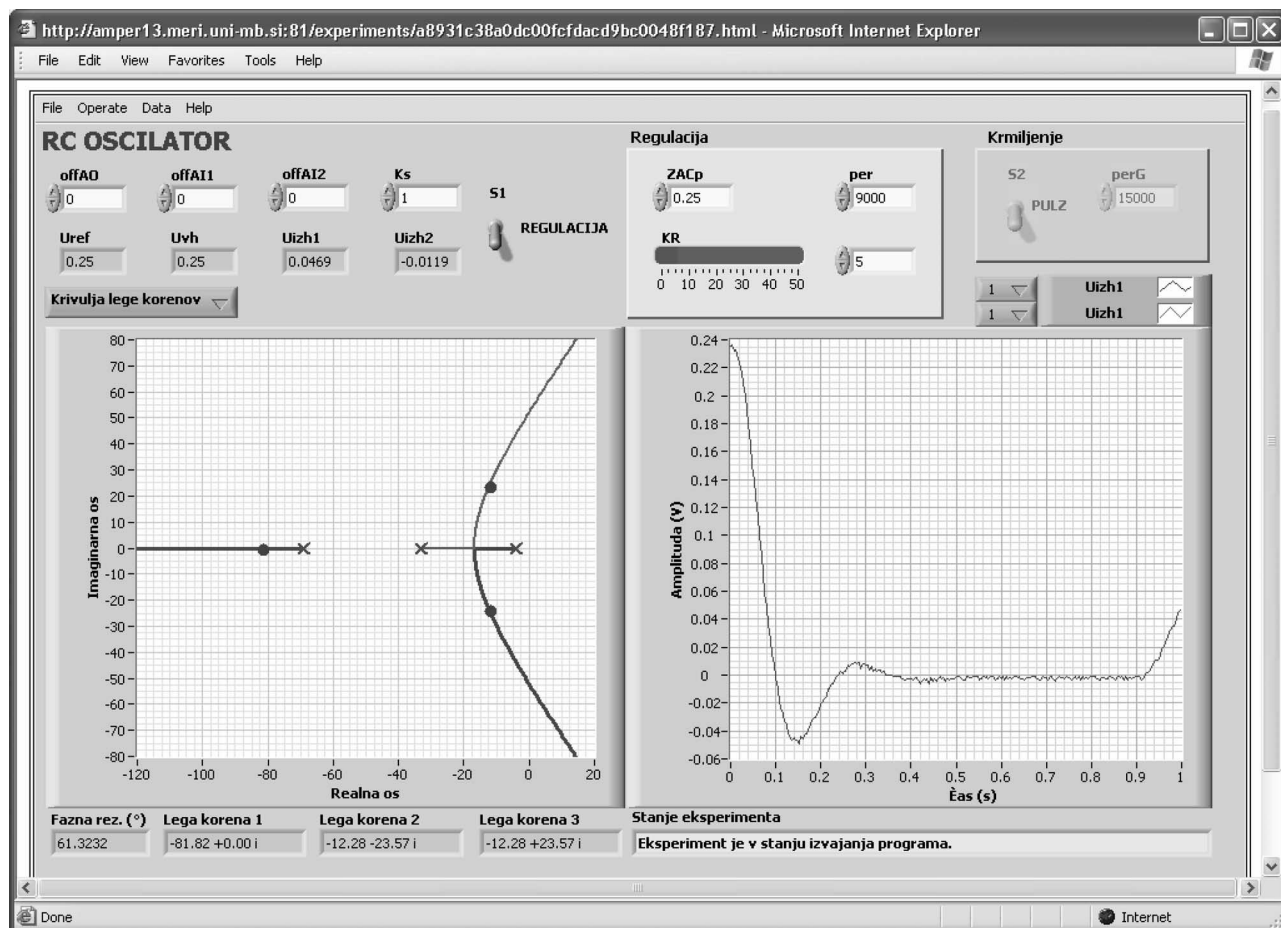 http://amper13.meri.uni-mb.si:81/experiments/a8931c38a0dc00fcfdacd9bc0048f187.html - Microsoft Internet Explorer
File Edit View Favorites Tools Help
File Operate Data Help
RC OSCILATOR
Regulacija
Krmiljenje
offAO offAI1 offAI2 Ks
0 0 0 1
S1
REGULACIJA
ZACp per
0.25 9000
S2 perG
PULZ 15000
Uref Uvh Uizh1 Uizh2
0.25 0.25 0.0469 -0.0119
KR
5
0 10 20 30 40 50
Krivulja lege korenov
1 Uizh1
1 Uizh1
80
70
60
50
40
30
20
10
0
-10
-20
-30
-40
-50
-60
-70
-80
Imaginarna os
-120 -100 -80 -60 -40 -20 0 20
Realna os
0.24
0.22
0.2
0.18
0.16
0.14
0.12
0.1
0.08
0.06
0.04
0.02
0
-0.02
-0.04
-0.06
Amplituda (v)
0 0.1 0.2 0.3 0.4 0.5 0.6 0.7 0.8 0.9 1
Èas (s)
Fazna rez. (°) Lega korena 1 Lega korena 2 Lega korena 3 Stanje eksperimenta
61.3232 -81.82 +0.00 i -12.28 -23.57 i -12.28 +23.57 i Eksperiment je v stanju izvajanja programa.
Done Internet